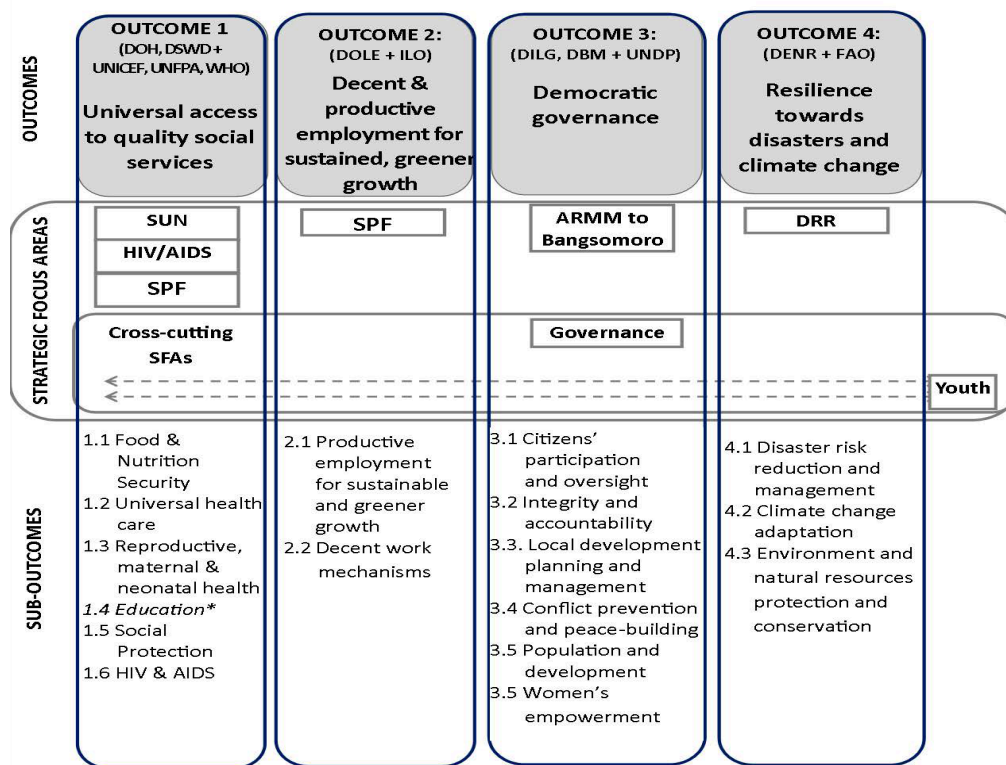 OUTCOMES
OUTCOME 1
(DOH, DSWD +
UNICEF, UNFPA, WHO)
Universal access
to quality social
services
OUTCOME 2:
(DOLE + ILO)
Decent &
productive
employment for
sustained, greener
growth
OUTCOME 3:
(DILG, DBM + UNDP)
Democratic
governance
OUTCOME 4:
(DENR + FAO)
Resilience
towards
disasters and
climate change
STRATEGIC FOCUS AREAS
SUN
HIV/AIDS
SPF
SPF
ARMM to
Bangsomoro
DRR
Cross-cutting
SFAs
Governance
Youth
SUB-OUTCOMES
1.1 Food &
Nutrition
Security
1.2 Universal health
care
1.3 Reproductive,
maternal &
neonatal health
1.4 Education*
1.5 Social
Protection
1.6 HIV & AIDS
2.1 Productive
employment
for sustainable
and greener
growth
2.2 Decent work
mechanisms
3.1 Citizens’
participation
and oversight
3.2 Integrity and
accountability
3.3. Local development
planning and
management
3.4 Conflict prevention
and peace-building
3.5 Population and
development
3.5 Women’s
empowerment
4.1 Disaster risk
reduction and
management
4.2 Climate change
adaptation
4.3 Environment and
natural resources
protection and
conservation